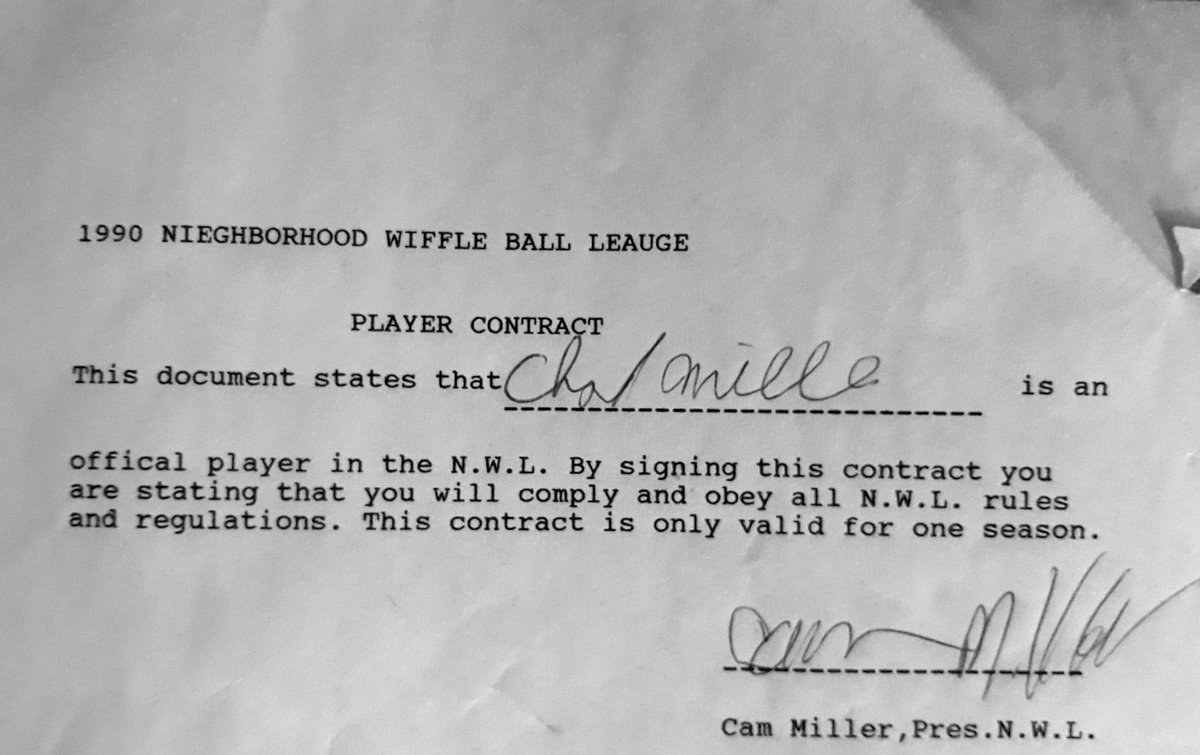 1990 NIEGHBORHOOD WIFFLE BALL LEAUGE
PLAYER CONTRACT
This document states that Chad Miller is an
offical player in the N.W.L. By signing this contract you
are stating that you will comply and obey all N.W.L. rules
and regulations. This contract is only valid for one season.
Cam Miller
Cam Miller,Pres.N.W.L.